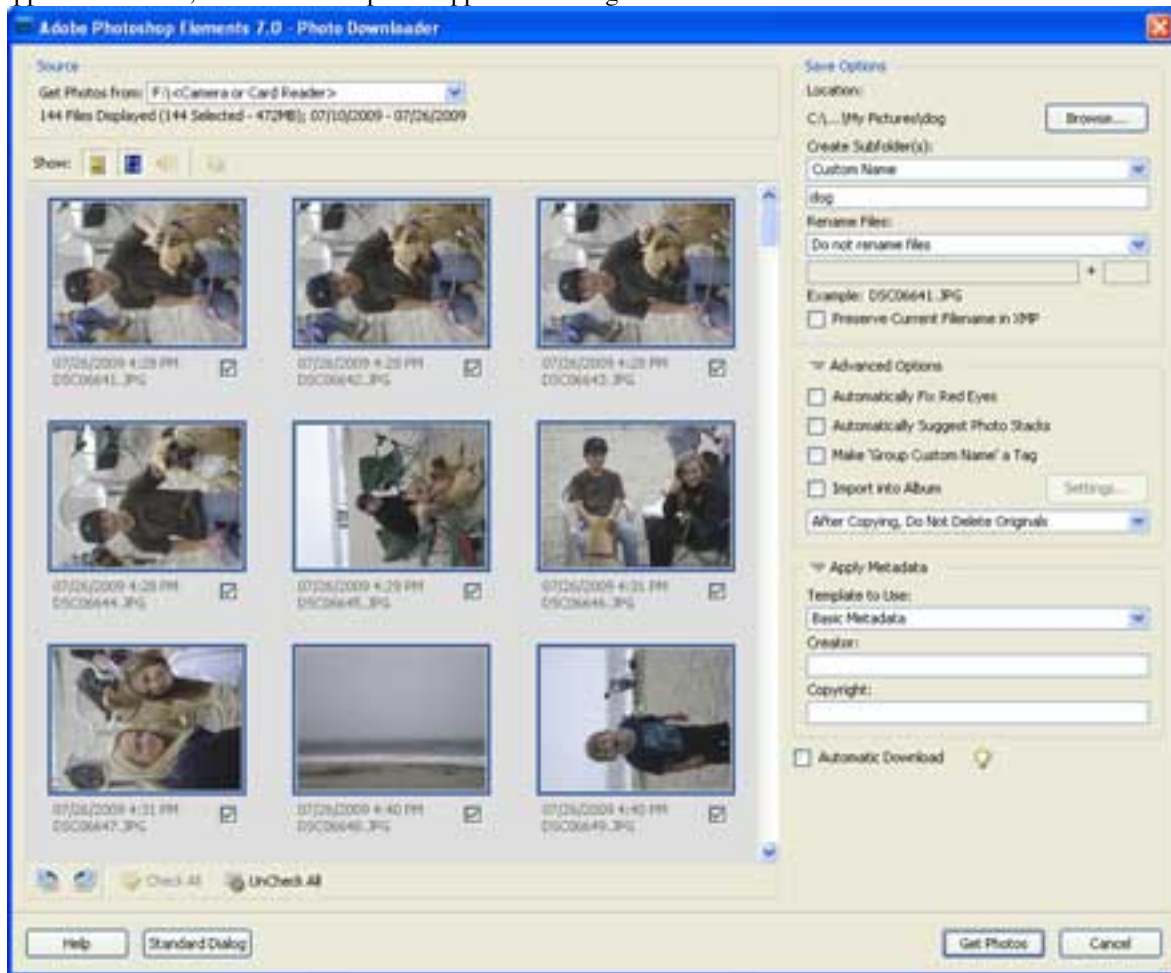 Adobe Photoshop Elements 7.0 - Photo Downloader
Source
Get Photos from: F:\<Camera or Card Reader>
144 Files Displayed (144 Selected - 472MB); 07/10/2009 - 07/26/2009
Show:
07/26/2009 4:28 PM
DSC06641.JPG
07/26/2009 4:28 PM
DSC06642.JPG
07/26/2009 4:28 PM
DSC06643.JPG
07/26/2009 4:28 PM
DSC06644.JPG
07/26/2009 4:29 PM
DSC06645.JPG
07/26/2009 4:31 PM
DSC06646.JPG
07/26/2009 4:31 PM
DSC06647.JPG
07/26/2009 4:40 PM
DSC06648.JPG
07/26/2009 4:40 PM
DSC06649.JPG
Check All
UnCheck All
Help
Standard Dialog
Save Options
Location:
C:\...\My Pictures\dog
Browse...
Create Subfolder(s):
Custom Name
dog
Rename Files:
Do not rename files
+
Example: DSC06641.JPG
Preserve Current Filename in XMP
Advanced Options
Automatically Fix Red Eyes
Automatically Suggest Photo Stacks
Make 'Group Custom Name' a Tag
Import into Album
Settings...
After Copying, Do Not Delete Originals
Apply Metadata
Template to Use:
Basic Metadata
Creator:
Copyright:
Automatic Download
Get Photos
Cancel